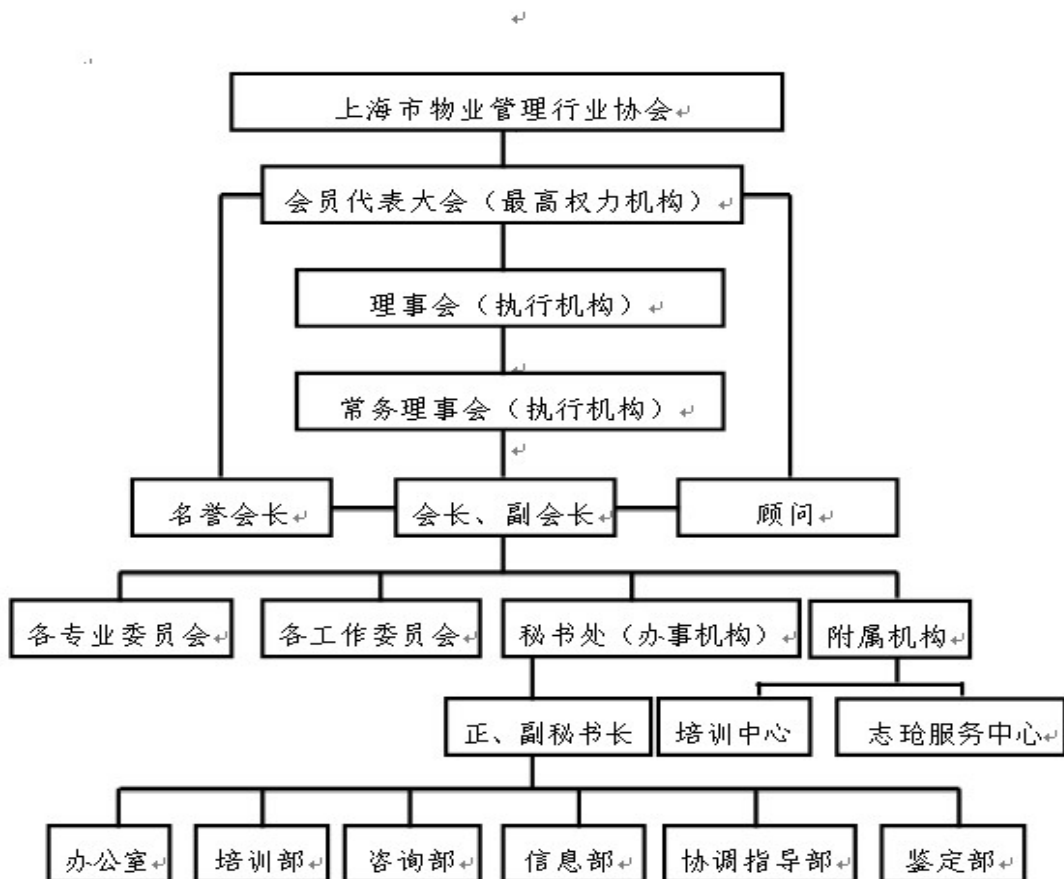 上海市物业管理行业协会
会员代表大会（最高权力机构）
理事会（执行机构）
常务理事会（执行机构）
名誉会长 会长、副会长 顾问
各专业委员会 各工作委员会 秘书处（办事机构） 附属机构
正、副秘书长 培训中心 志玱服务中心
办公室 培训部 咨询部 信息部 协调指导部 鉴定部